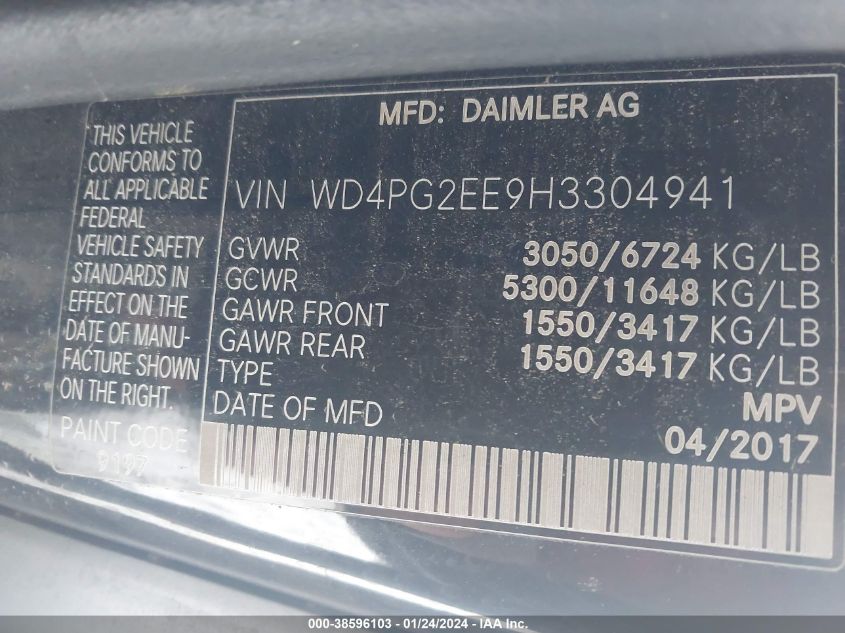 MFD: DAIMLER AG
THIS VEHICLE
CONFORMS TO
ALL APPLICABLE
FEDERAL
VEHICLE SAFETY
STANDARDS IN
EFFECT ON THE
DATE OF MANU-
FACTURE SHOWN
ON THE RIGHT.
PAINT CODE
9197
VIN WD4PG2EE9H3304941
GVWR 3050/6724 KG/LB
GCWR 5300/11648 KG/LB
GAWR FRONT 1550/3417 KG/LB
GAWR REAR 1550/3417 KG/LB
TYPE MPV
DATE OF MFD 04/2017
000-38596103 - 01/24/2024 - IAA Inc.